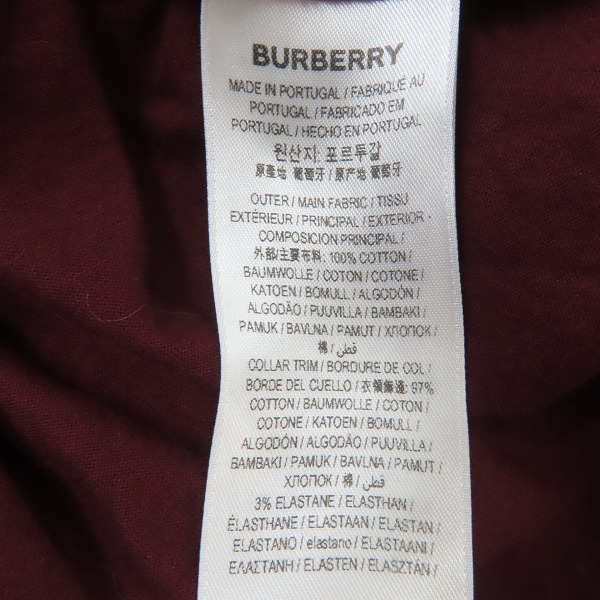 BURBERRY
MADE IN PORTUGAL / FABRIQUÉ AU
PORTUGAL / FABRICADO EM
PORTUGAL / HECHO EN PORTUGAL
원산지: 포르투갈
原產地 葡萄牙 / 原产地 葡萄牙
OUTER / MAIN FABRIC / TISSU
EXTÉRIEUR / PRINCIPAL / EXTERIOR -
COMPOSICION PRINCIPAL /
外部/主要布料: 100% COTTON /
BAUMWOLLE / COTON / COTONE /
KATOEN / BOMULL / ALGODÓN /
ALGODÃO / PUUVILLA / BAMBAKI /
PAMUK / BAVLNA / PAMUT / ХЛОПОК /
棉 / قطن /
COLLAR TRIM / BORDURE DE COL /
BORDE DEL CUELLO / 衣領飾邊: 97%
COTTON / BAUMWOLLE / COTON /
COTONE / KATOEN / BOMULL /
ALGODÓN / ALGODÃO / PUUVILLA /
BAMBAKI / PAMUK / BAVLNA / PAMUT /
ХЛОПОК / 棉 / قطن /
3% ELASTANE / ELASTHAN /
ÉLASTHANE / ELASTAAN / ELASTAN /
ELASTANO / elastano / ELASTAANI /
ΕΛΑΣΤΑΝΗ / ELASTEN / ELASZTÁN /